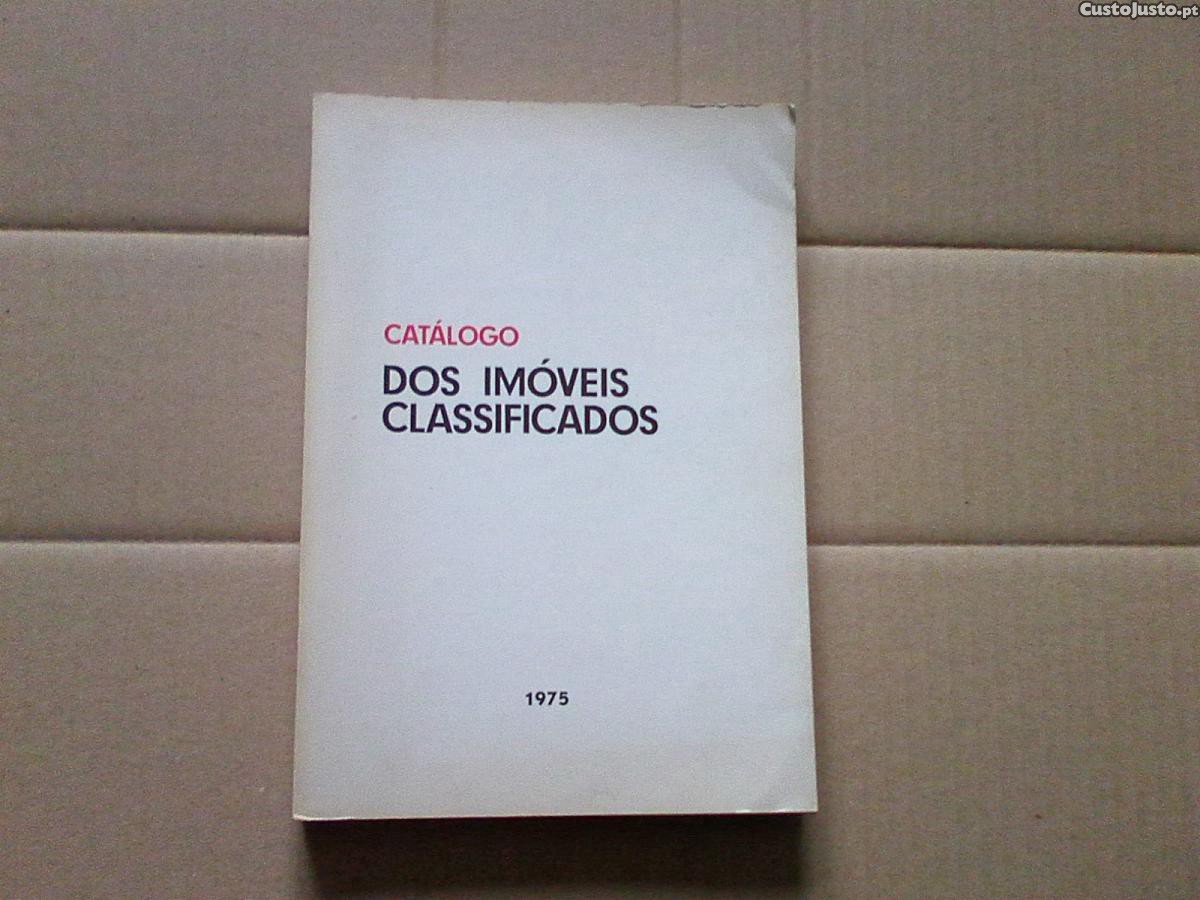 CustoJusto.pt
CATÁLOGO
DOS IMÓVEIS
CLASSIFICADOS
1975